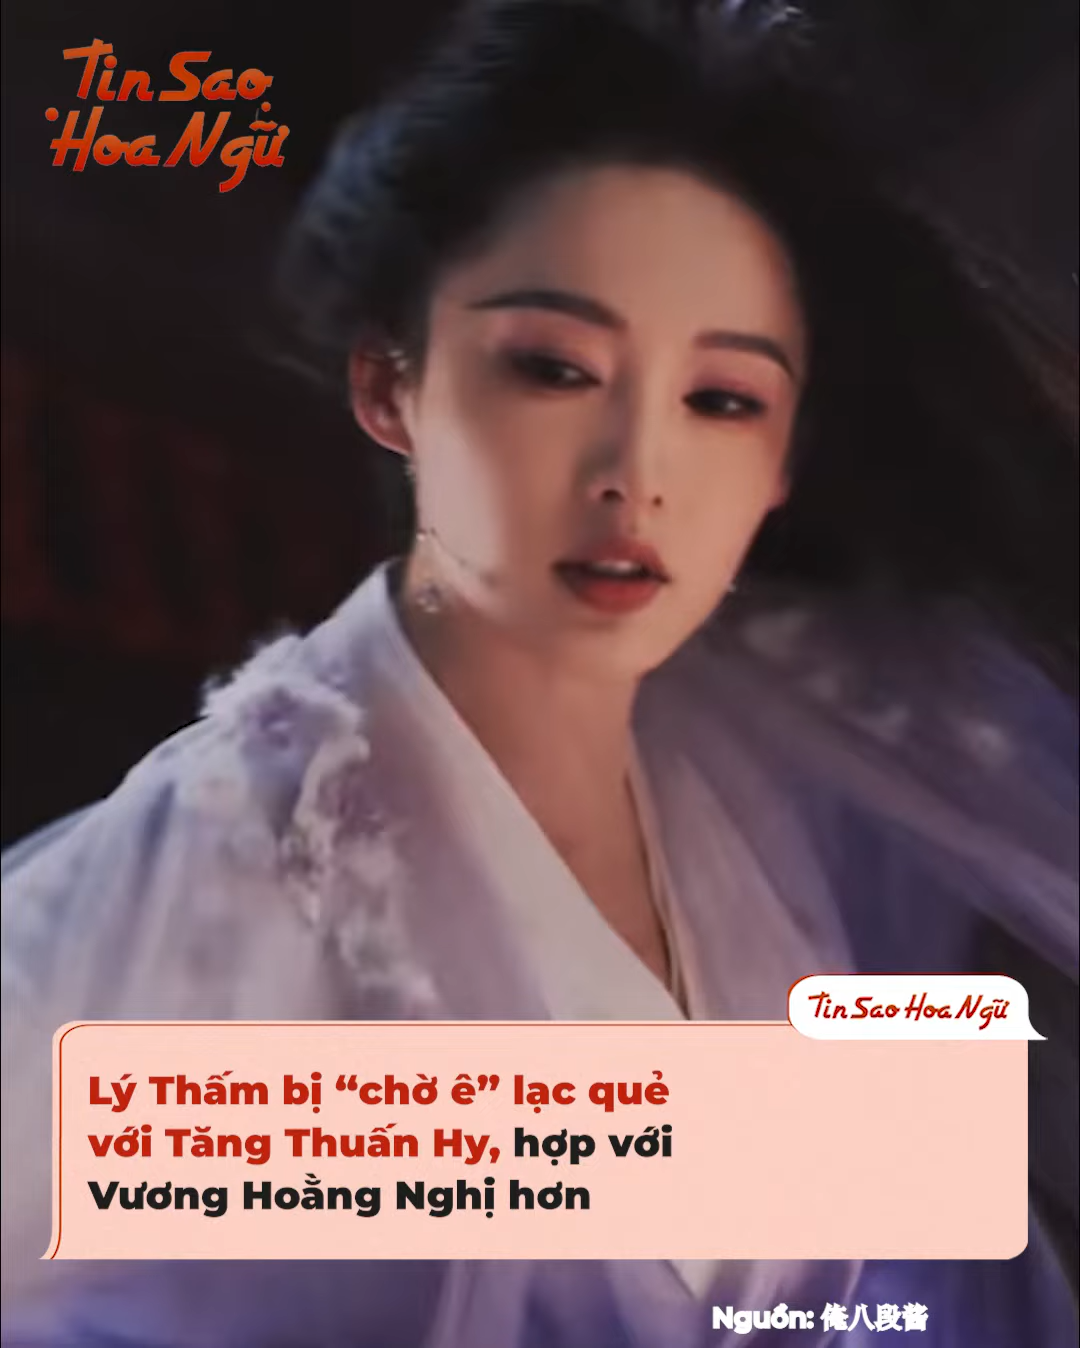 Tin Sao
Hoa Ngữ
Tin Sao Hoa Ngữ
Lý Thấm bị “chờ ê” lạc quẻ
với Tăng Thuấn Hy, hợp với
Vương Hoằng Nghị hơn
Nguồn: 俺八段酱